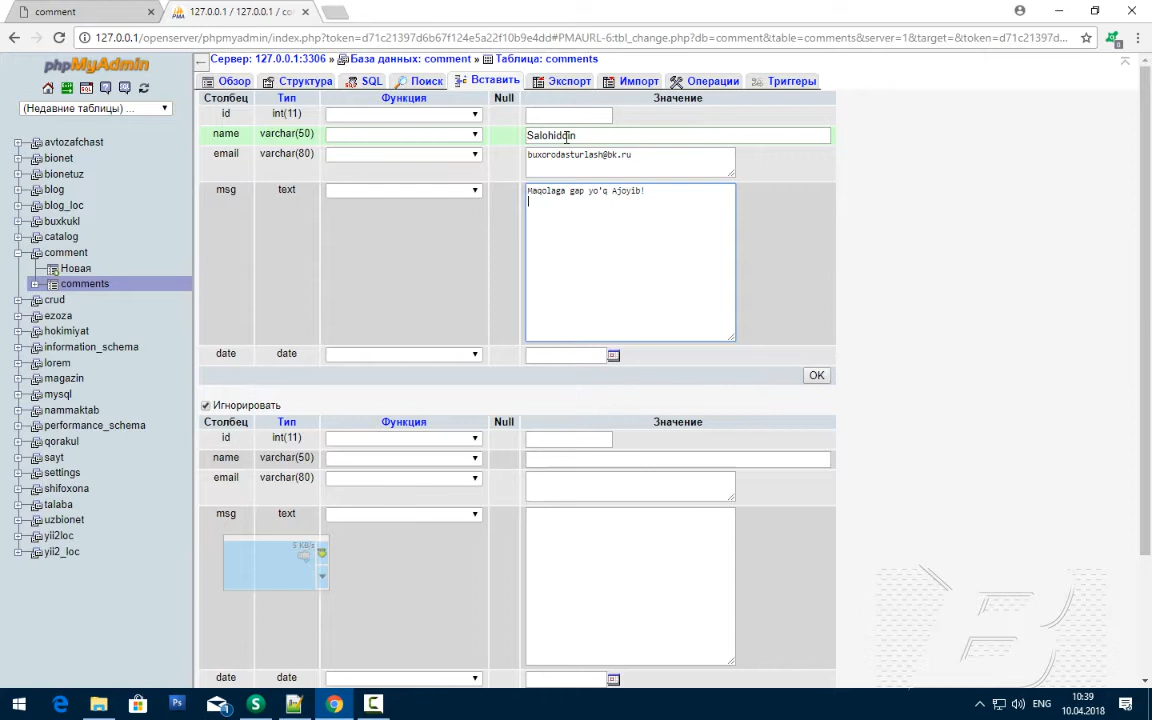 comment
127.0.0.1 / 127.0.0.1 / co
127.0.0.1/openserver/phpmyadmin/index.php?token=d71c21397d6b67f124e5a22f10b9e4dd#PMAURL-6:tbl_change.php?db=comment&table=comments&server=1&target=&token=d71c21397d...
phpMyAdmin
(Недавние таблицы) ...
avtozafchast
bionet
bionetuz
blog
blog_loc
buxkukl
catalog
comment
Новая
comments
crud
ezoza
hokimiyat
information_schema
lorem
magazin
mysql
nammaktab
performance_schema
qorakul
sayt
settings
shifoxona
talaba
uzbionet
yii2loc
yii2_loc
Сервер: 127.0.0.1:3306 » База данных: comment » Таблица: comments
Обзор Структура SQL Поиск Вставить Экспорт Импорт Операции Триггеры
Столбец Тип Функция Null Значение
id int(11)
name varchar(50) Salohiddin
email varchar(80) buxorodasturlash@bk.ru
msg text Maqolaga gap yo'q Ajoyib!
date date
OK
Игнорировать
Столбец Тип Функция Null Значение
id int(11)
name varchar(50)
email varchar(80)
msg text
5 KB/s
date date
ENG
10:39
10.04.2018